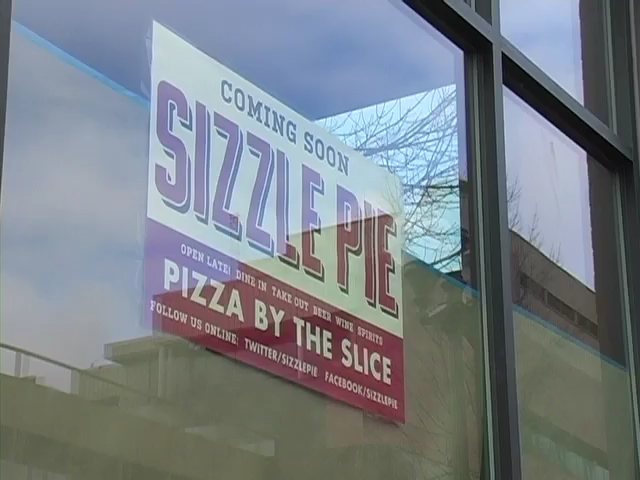 COMING SOON
SIZZLE PIE
OPEN LATE! DINE IN TAKE OUT BEER WINE SPIRITS
PIZZA BY THE SLICE
FOLLOW US ONLINE: TWITTER/SIZZLEPIE FACEBOOK/SIZZLEPIE